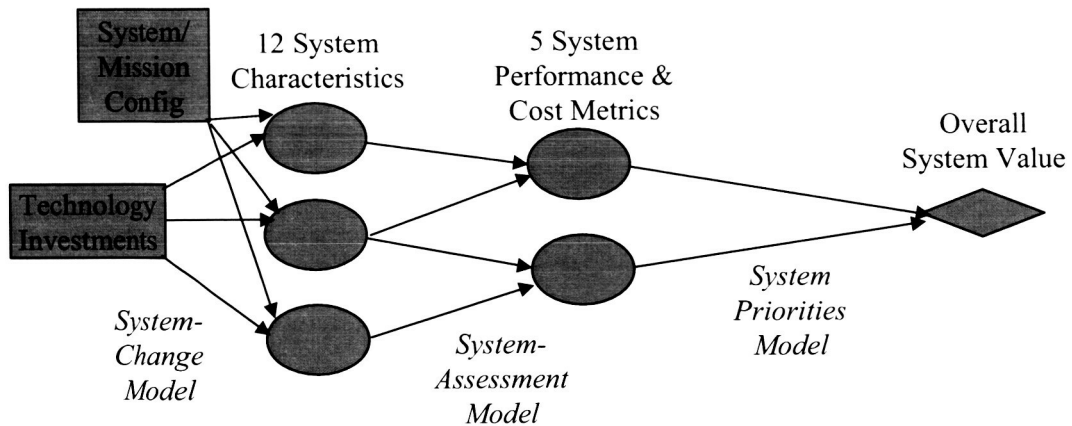 System/
Mission
Config
12 System
Characteristics
5 System
Performance &
Cost Metrics
Overall
System Value
Technology
Investments
System-
Change
Model
System-
Assessment
Model
System
Priorities
Model